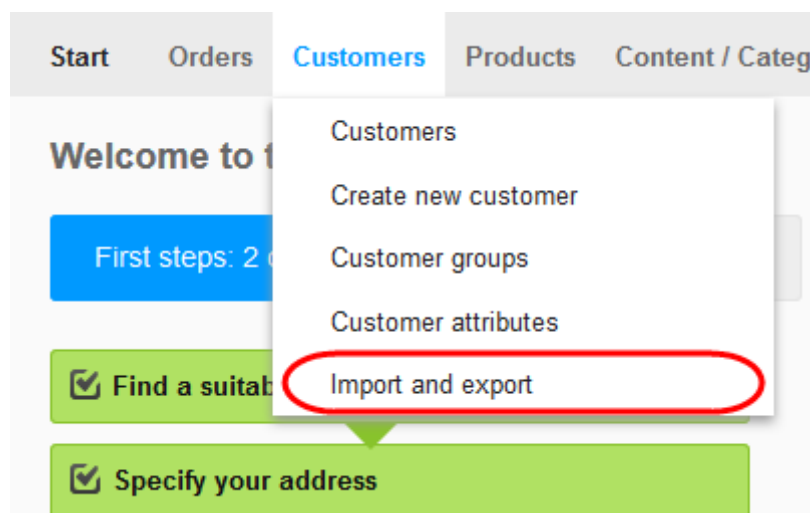 Start Orders Customers Products Content / Categ
Welcome to t
Customers
Create new customer
First steps: 2
Customer groups
Customer attributes
Find a suitab
Import and export
Specify your address